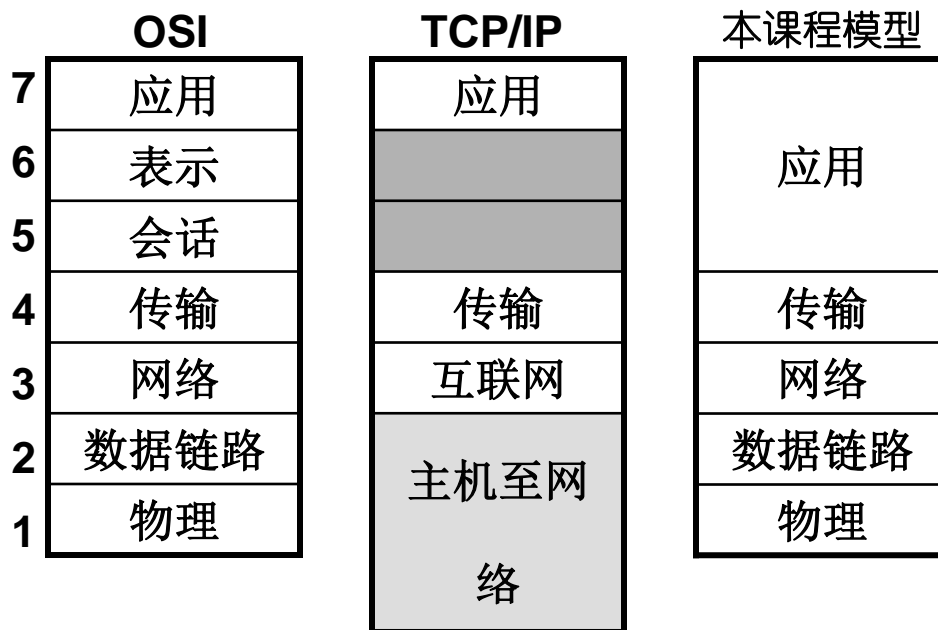 OSI TCP/IP 本课程模型
7 应用 应用
6 表示 应用
5 会话
4 传输 传输 传输
3 网络 互联网 网络
2 数据链路 主机至网 数据链路
1 物理 物理
络